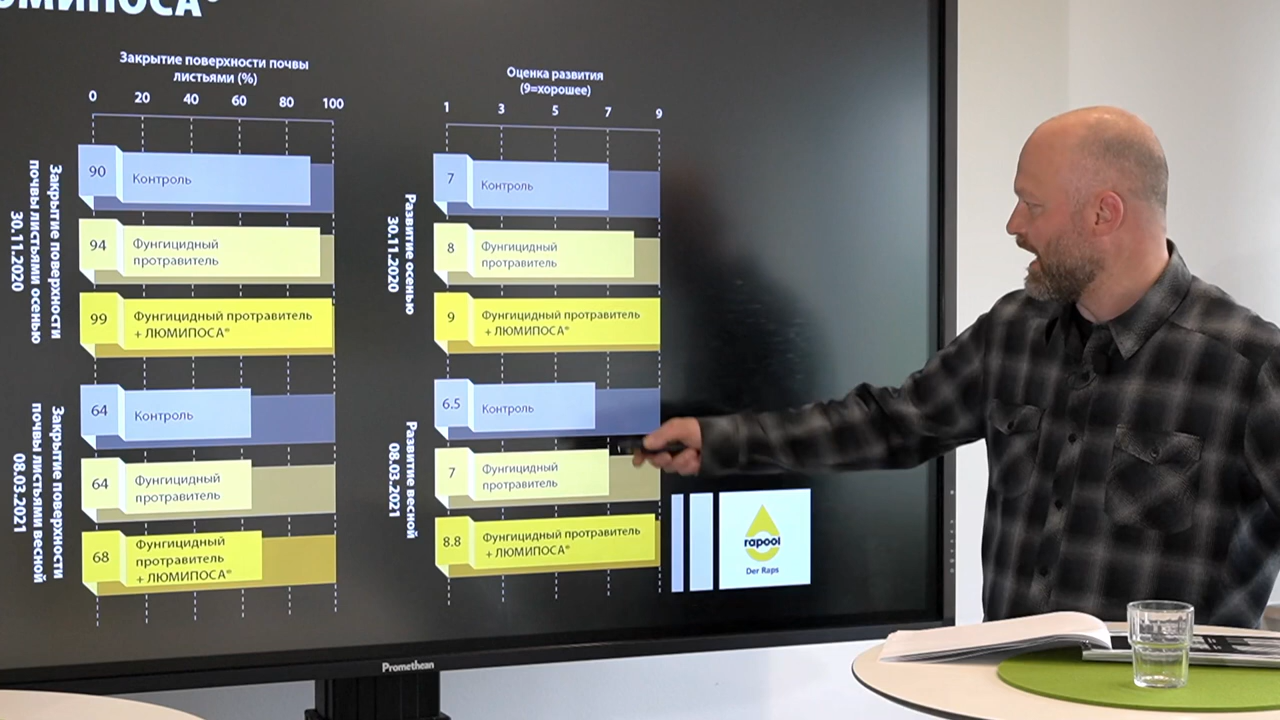 ЮМИПОСА®
Закрытие поверхности почвы
листьями (%)
0 20 40 60 80 100
Закрытие поверхности
почвы листьями осенью
30.11.2020
90 Контроль
94 Фунгицидный
протравитель
99 Фунгицидный протравитель
+ ЛЮМИПОСА®
Закрытие поверхности
почвы листьями весной
08.03.2021
64 Контроль
64 Фунгицидный
протравитель
68 Фунгицидный
протравитель
+ ЛЮМИПОСА®
Оценка развития
(9=хорошее)
1 3 5 7 9
Развитие осенью
30.11.2020
7 Контроль
8 Фунгицидный
протравитель
9 Фунгицидный протравитель
+ ЛЮМИПОСА®
Развитие весной
08.03.2021
6.5 Контроль
7 Фунгицидный
протравитель
8.8 Фунгицидный протравитель
+ ЛЮМИПОСА®
rapool
Der Raps
Promethean